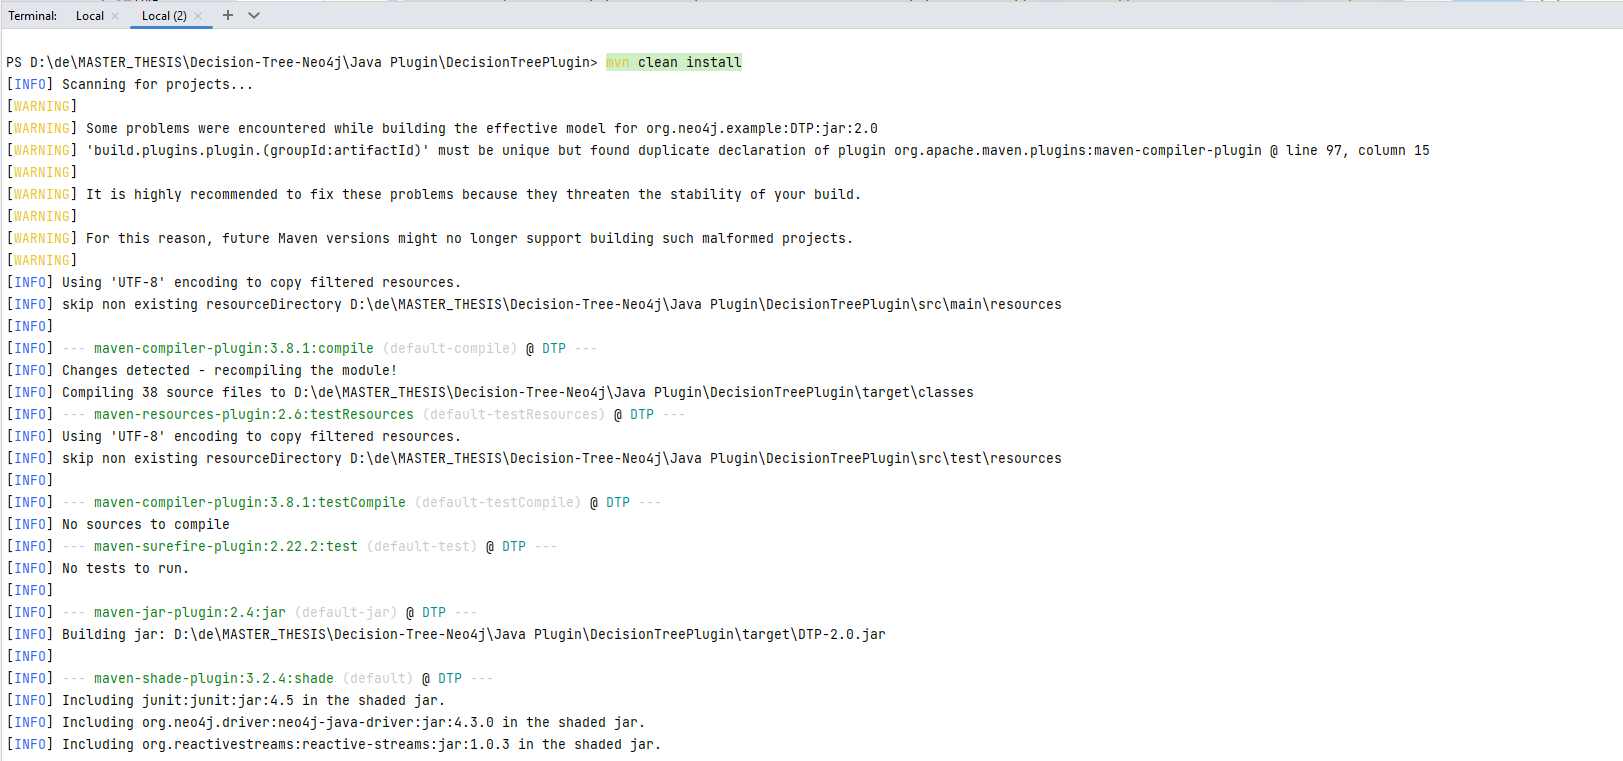 Terminal: Local × Local (2) × +
PS D:\de\MASTER_THESIS\Decision-Tree-Neo4j\Java Plugin\DecisionTreePlugin> mvn clean install
[INFO] Scanning for projects...
[WARNING]
[WARNING] Some problems were encountered while building the effective model for org.neo4j.example:DTP:jar:2.0
[WARNING] 'build.plugins.plugin.(groupId:artifactId)' must be unique but found duplicate declaration of plugin org.apache.maven.plugins:maven-compiler-plugin @ line 97, column 15
[WARNING]
[WARNING] It is highly recommended to fix these problems because they threaten the stability of your build.
[WARNING]
[WARNING] For this reason, future Maven versions might no longer support building such malformed projects.
[WARNING]
[INFO] Using 'UTF-8' encoding to copy filtered resources.
[INFO] skip non existing resourceDirectory D:\de\MASTER_THESIS\Decision-Tree-Neo4j\Java Plugin\DecisionTreePlugin\src\main\resources
[INFO]
[INFO] --- maven-compiler-plugin:3.8.1:compile (default-compile) @ DTP ---
[INFO] Changes detected - recompiling the module!
[INFO] Compiling 38 source files to D:\de\MASTER_THESIS\Decision-Tree-Neo4j\Java Plugin\DecisionTreePlugin\target\classes
[INFO] --- maven-resources-plugin:2.6:testResources (default-testResources) @ DTP ---
[INFO] Using 'UTF-8' encoding to copy filtered resources.
[INFO] skip non existing resourceDirectory D:\de\MASTER_THESIS\Decision-Tree-Neo4j\Java Plugin\DecisionTreePlugin\src\test\resources
[INFO]
[INFO] --- maven-compiler-plugin:3.8.1:testCompile (default-testCompile) @ DTP ---
[INFO] No sources to compile
[INFO] --- maven-surefire-plugin:2.22.2:test (default-test) @ DTP ---
[INFO] No tests to run.
[INFO]
[INFO] --- maven-jar-plugin:2.4:jar (default-jar) @ DTP ---
[INFO] Building jar: D:\de\MASTER_THESIS\Decision-Tree-Neo4j\Java Plugin\DecisionTreePlugin\target\DTP-2.0.jar
[INFO]
[INFO] --- maven-shade-plugin:3.2.4:shade (default) @ DTP ---
[INFO] Including junit:junit:jar:4.5 in the shaded jar.
[INFO] Including org.neo4j.driver:neo4j-java-driver:jar:4.3.0 in the shaded jar.
[INFO] Including org.reactivestreams:reactive-streams:jar:1.0.3 in the shaded jar.